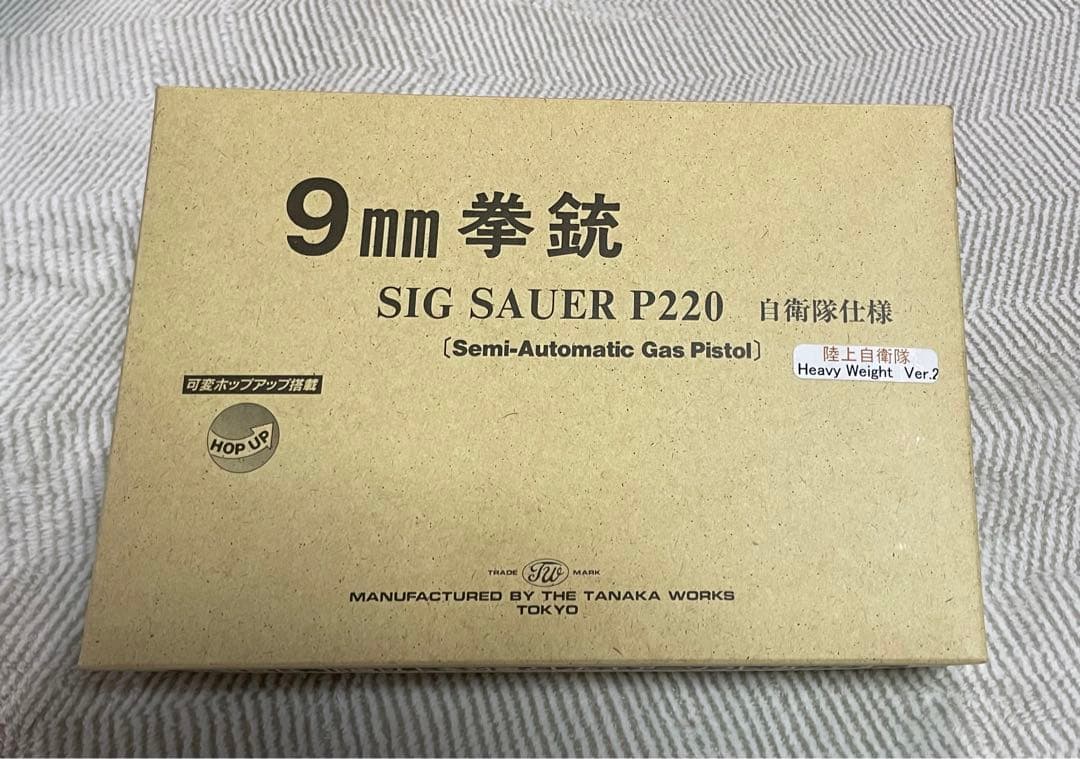 9mm 拳銃
SIG SAUER P220 自衛隊仕様
〔Semi-Automatic Gas Pistol〕
陸上自衛隊
Heavy Weight Ver.2
可変ホップアップ搭載
HOP UP
TRADE TW MARK
MANUFACTURED BY THE TANAKA WORKS
TOKYO